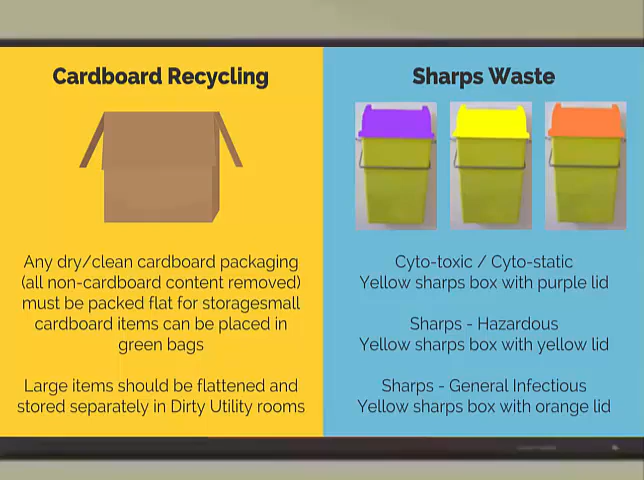 Cardboard Recycling
Any dry/clean cardboard packaging
(all non-cardboard content removed)
must be packed flat for storagesmall
cardboard items can be placed in
green bags
Large items should be flattened and
stored separately in Dirty Utility rooms
Sharps Waste
Cyto-toxic / Cyto-static
Yellow sharps box with purple lid
Sharps - Hazardous
Yellow sharps box with yellow lid
Sharps - General Infectious
Yellow sharps box with orange lid